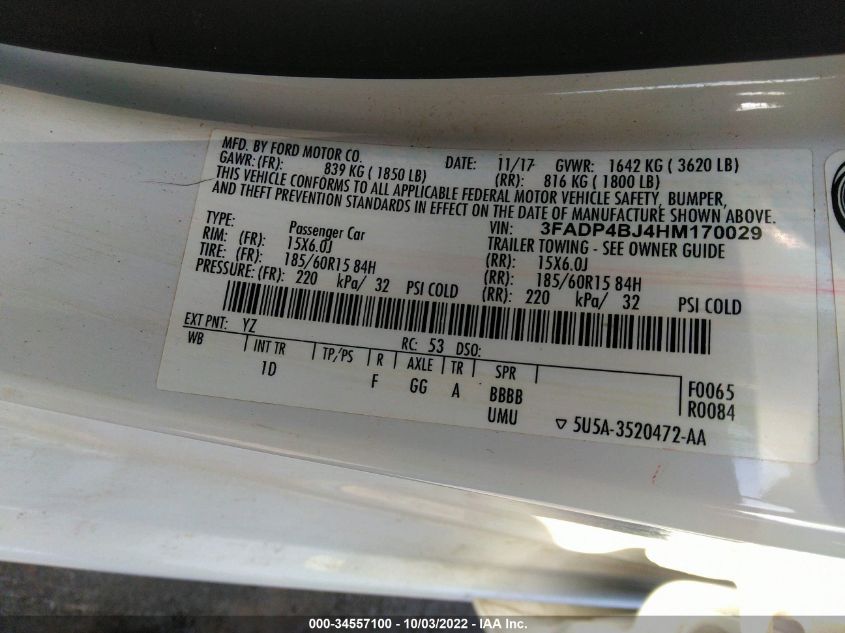 MFD. BY FORD MOTOR CO. DATE: 11/17 GVWR: 1642 KG ( 3620 LB)
GAWR: (FR): 839 KG ( 1850 LB) (RR): 816 KG ( 1800 LB)
THIS VEHICLE CONFORMS TO ALL APPLICABLE FEDERAL MOTOR VEHICLE SAFETY, BUMPER,
AND THEFT PREVENTION STANDARDS IN EFFECT ON THE DATE OF MANUFACTURE SHOWN ABOVE.
VIN: 3FADP4BJ4HM170029
TYPE: Passenger Car TRAILER TOWING - SEE OWNER GUIDE
RIM: (FR): 15X6.0J (RR): 15X6.0J
TIRE: (FR): 185/60R15 84H (RR): 185/60R15 84H
PRESSURE: (FR): 220 kPa/ 32 PSI COLD (RR): 220 kPa/ 32 PSI COLD
EXT PNT: YZ RC: 53 DSO:
WB INT TR TP/PS R AXLE TR SPR
1D F GG A BBBB F0065
UMU R0084
▽ 5U5A-3520472-AA
000-34557100 - 10/03/2022 - IAA Inc.